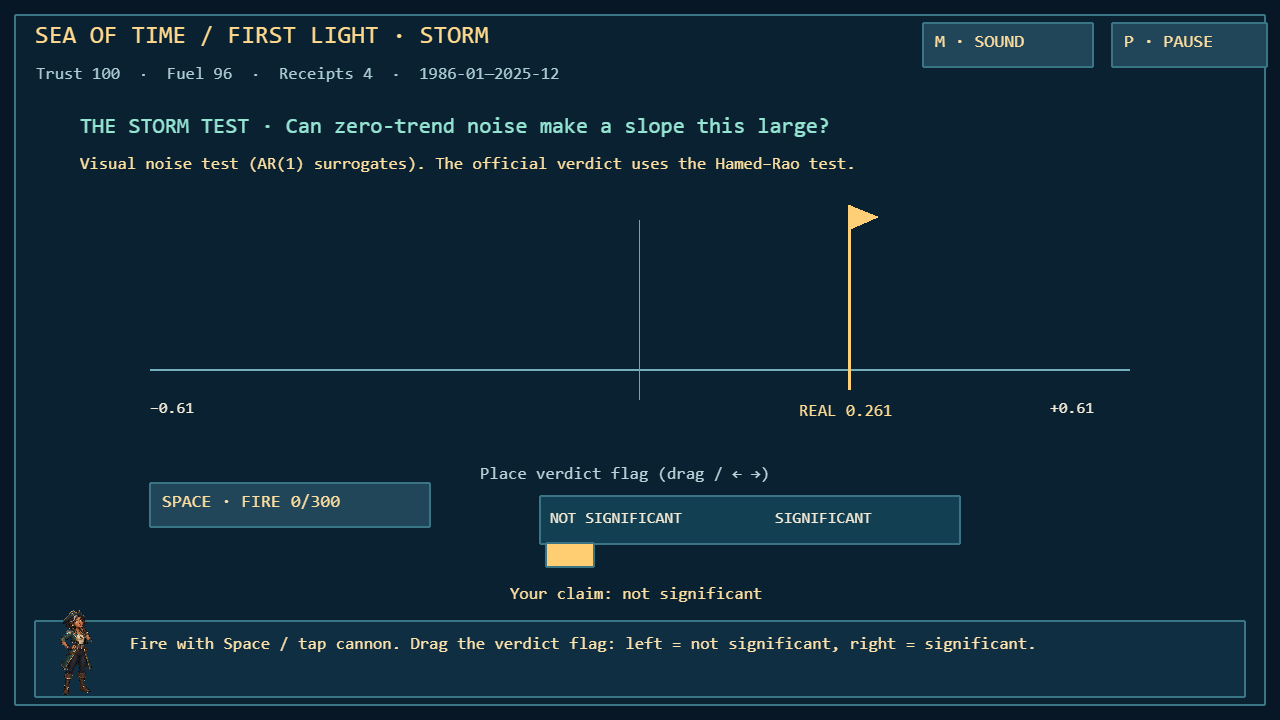 SEA OF TIME / FIRST LIGHT · STORM
M · SOUND
P · PAUSE
Trust 100 · Fuel 96 · Receipts 4 · 1986-01—2025-12
THE STORM TEST · Can zero-trend noise make a slope this large?
Visual noise test (AR(1) surrogates). The official verdict uses the Hamed–Rao test.
−0.61
REAL 0.261
+0.61
Place verdict flag (drag / ← →)
SPACE · FIRE 0/300
NOT SIGNIFICANT
SIGNIFICANT
Your claim: not significant
Fire with Space / tap cannon. Drag the verdict flag: left = not significant, right = significant.